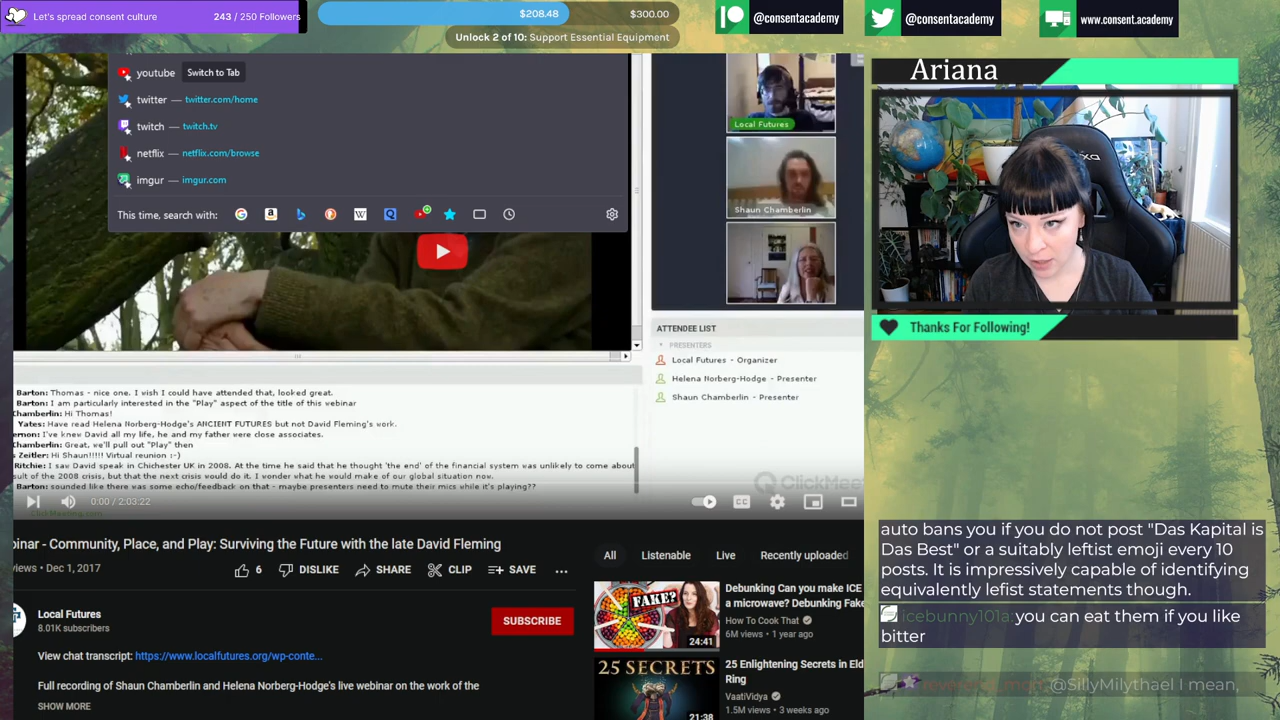 Let's spread consent culture
243 / 250 Followers
$208.48
$300.00
Unlock 2 of 10: Support Essential Equipment
@consentacademy
@consentacademy
www.consent.academy
youtube Switch to Tab
twitter — twitter.com/home
twitch — twitch.tv
netflix — netflix.com/browse
imgur — imgur.com
This time, search with:
Local Futures
Shaun Chamberlin
ATTENDEE LIST
PRESENTERS
Local Futures - Organizer
Helena Norberg-Hodge - Presenter
Shaun Chamberlin - Presenter
Barton: Thomas - nice one. I wish I could have attended that, looked great.
Barton: I am particularly interested in the "Play" aspect of the title of this webinar
Chamberlin: Hi Thomas!
Yates: Have read Helena Norberg-Hodge's ANCIENT FUTURES but not David Fleming's work.
ernon: I've knew David all my life, he and my father were close associates.
Chamberlin: Great, we'll pull out "Play" then
s Zeitler: Hi Shaun!!!!! Virtual reunion :-)
Ritchie: I saw David speak in Chichester UK in 2008. At the time he said that he thought 'the end' of the financial system was unlikely to come about
sult of the 2008 crisis, but that the next crisis would do it. I wonder what he would make of our global situation now.
Barton: sounded like there was some echo/feedback on that - maybe presenters need to mute their mics while it's playing??
ClickMeet
0:00 / 2:03:22
ClickMeeting.com
CC
binar - Community, Place, and Play: Surviving the Future with the late David Fleming
iews • Dec 1, 2017
6
DISLIKE
SHARE
CLIP
SAVE
Local Futures
8.01K subscribers
SUBSCRIBE
View chat transcript: https://www.localfutures.org/wp-conte...
Full recording of Shaun Chamberlin and Helena Norberg-Hodge's live webinar on the work of the
SHOW MORE
All
Listenable
Live
Recently uploaded
FAKE?
24:41
Debunking Can you make ICE
a microwave? Debunking Fake
How To Cook That
6M views • 1 year ago
25 SECRETS
21:38
25 Enlightening Secrets in Eld
Ring
VaatiVidya
1.5M views • 3 weeks ago
Ariana
Thanks For Following!
auto bans you if you do not post "Das Kapital is
Das Best" or a suitably leftist emoji every 10
posts. It is impressively capable of identifying
equivalently lefist statements though.
icebunny101a: you can eat them if you like
bitter
@SillyMilythael I mean,